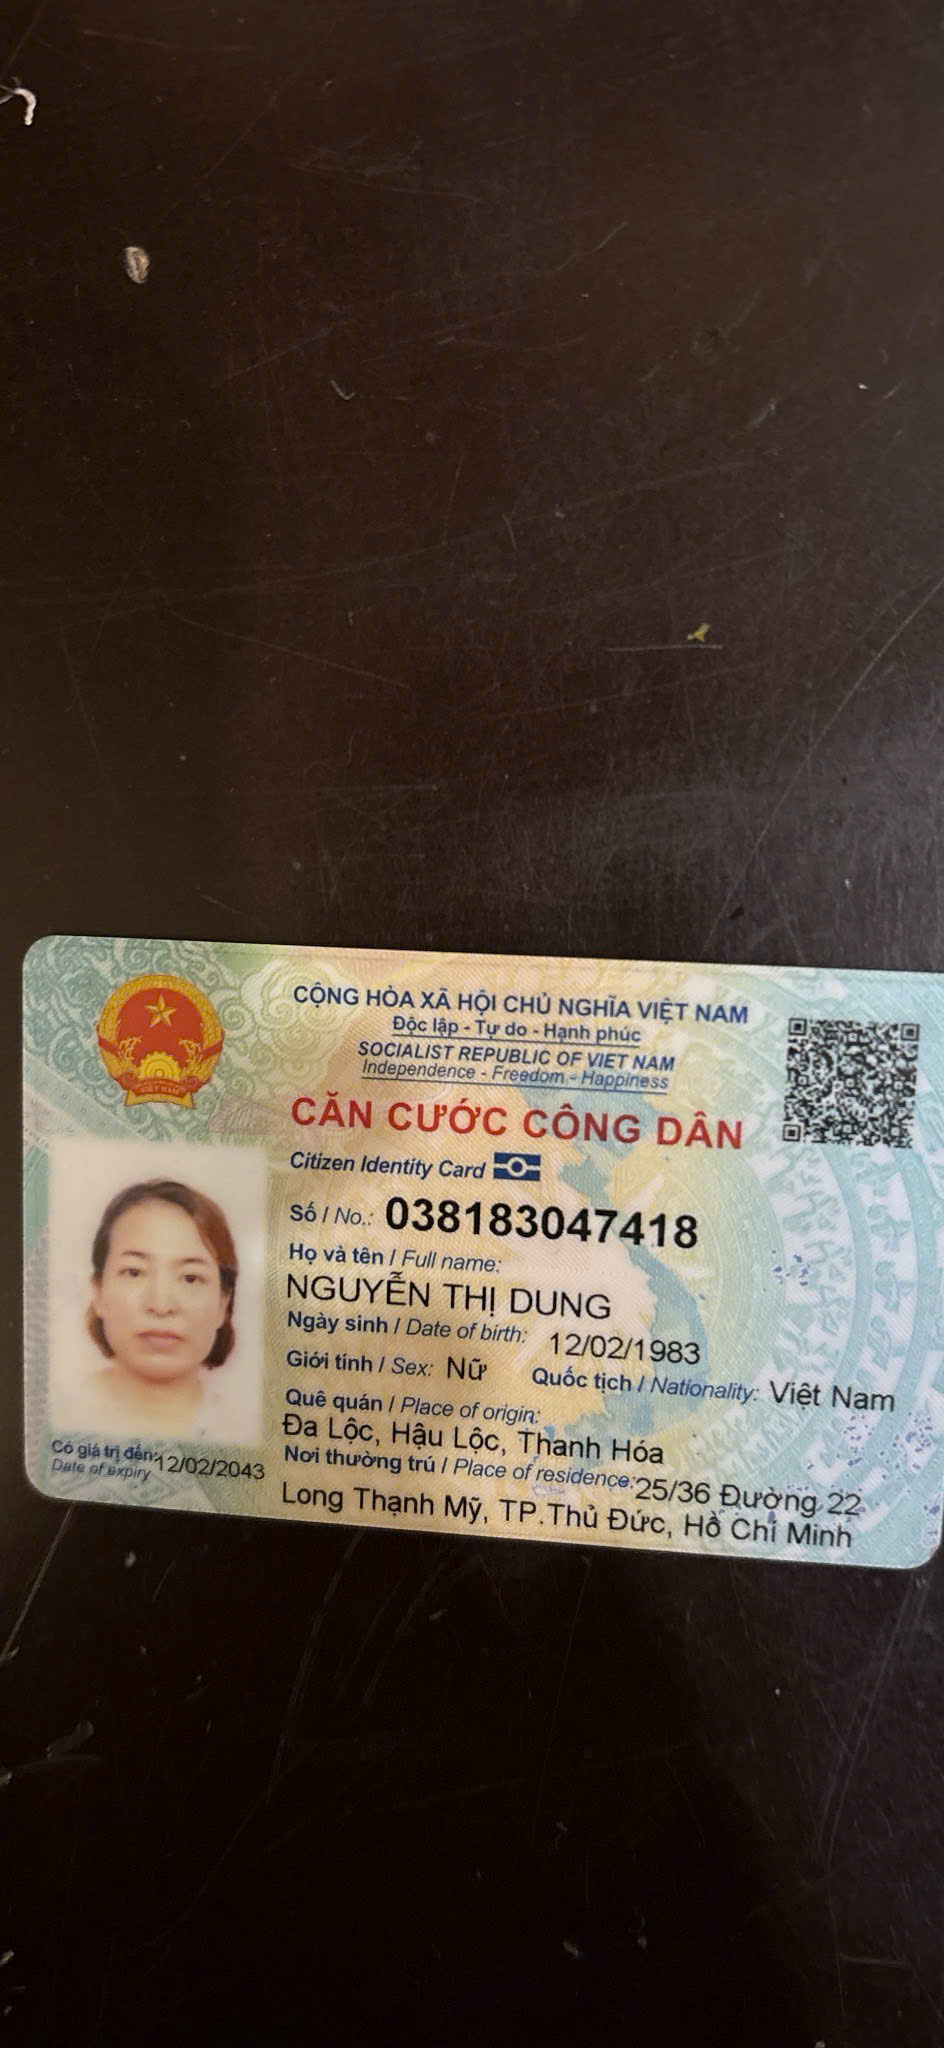 CỘNG HÒA XÃ HỘI CHỦ NGHĨA VIỆT NAM
Độc lập - Tự do - Hạnh phúc
SOCIALIST REPUBLIC OF VIET NAM
Independence - Freedom - Happiness
CĂN CƯỚC CÔNG DÂN
Citizen Identity Card
Số / No.: 038183047418
Họ và tên / Full name:
NGUYỄN THỊ DUNG
Ngày sinh / Date of birth: 12/02/1983
Giới tính / Sex: Nữ Quốc tịch / Nationality: Việt Nam
Quê quán / Place of origin:
Đa Lộc, Hậu Lộc, Thanh Hóa
Nơi thường trú / Place of residence: 25/36 Đường 22
Long Thạnh Mỹ, TP.Thủ Đức, Hồ Chí Minh
Có giá trị đến: 12/02/2043
Date of expiry
VIỆT NAM